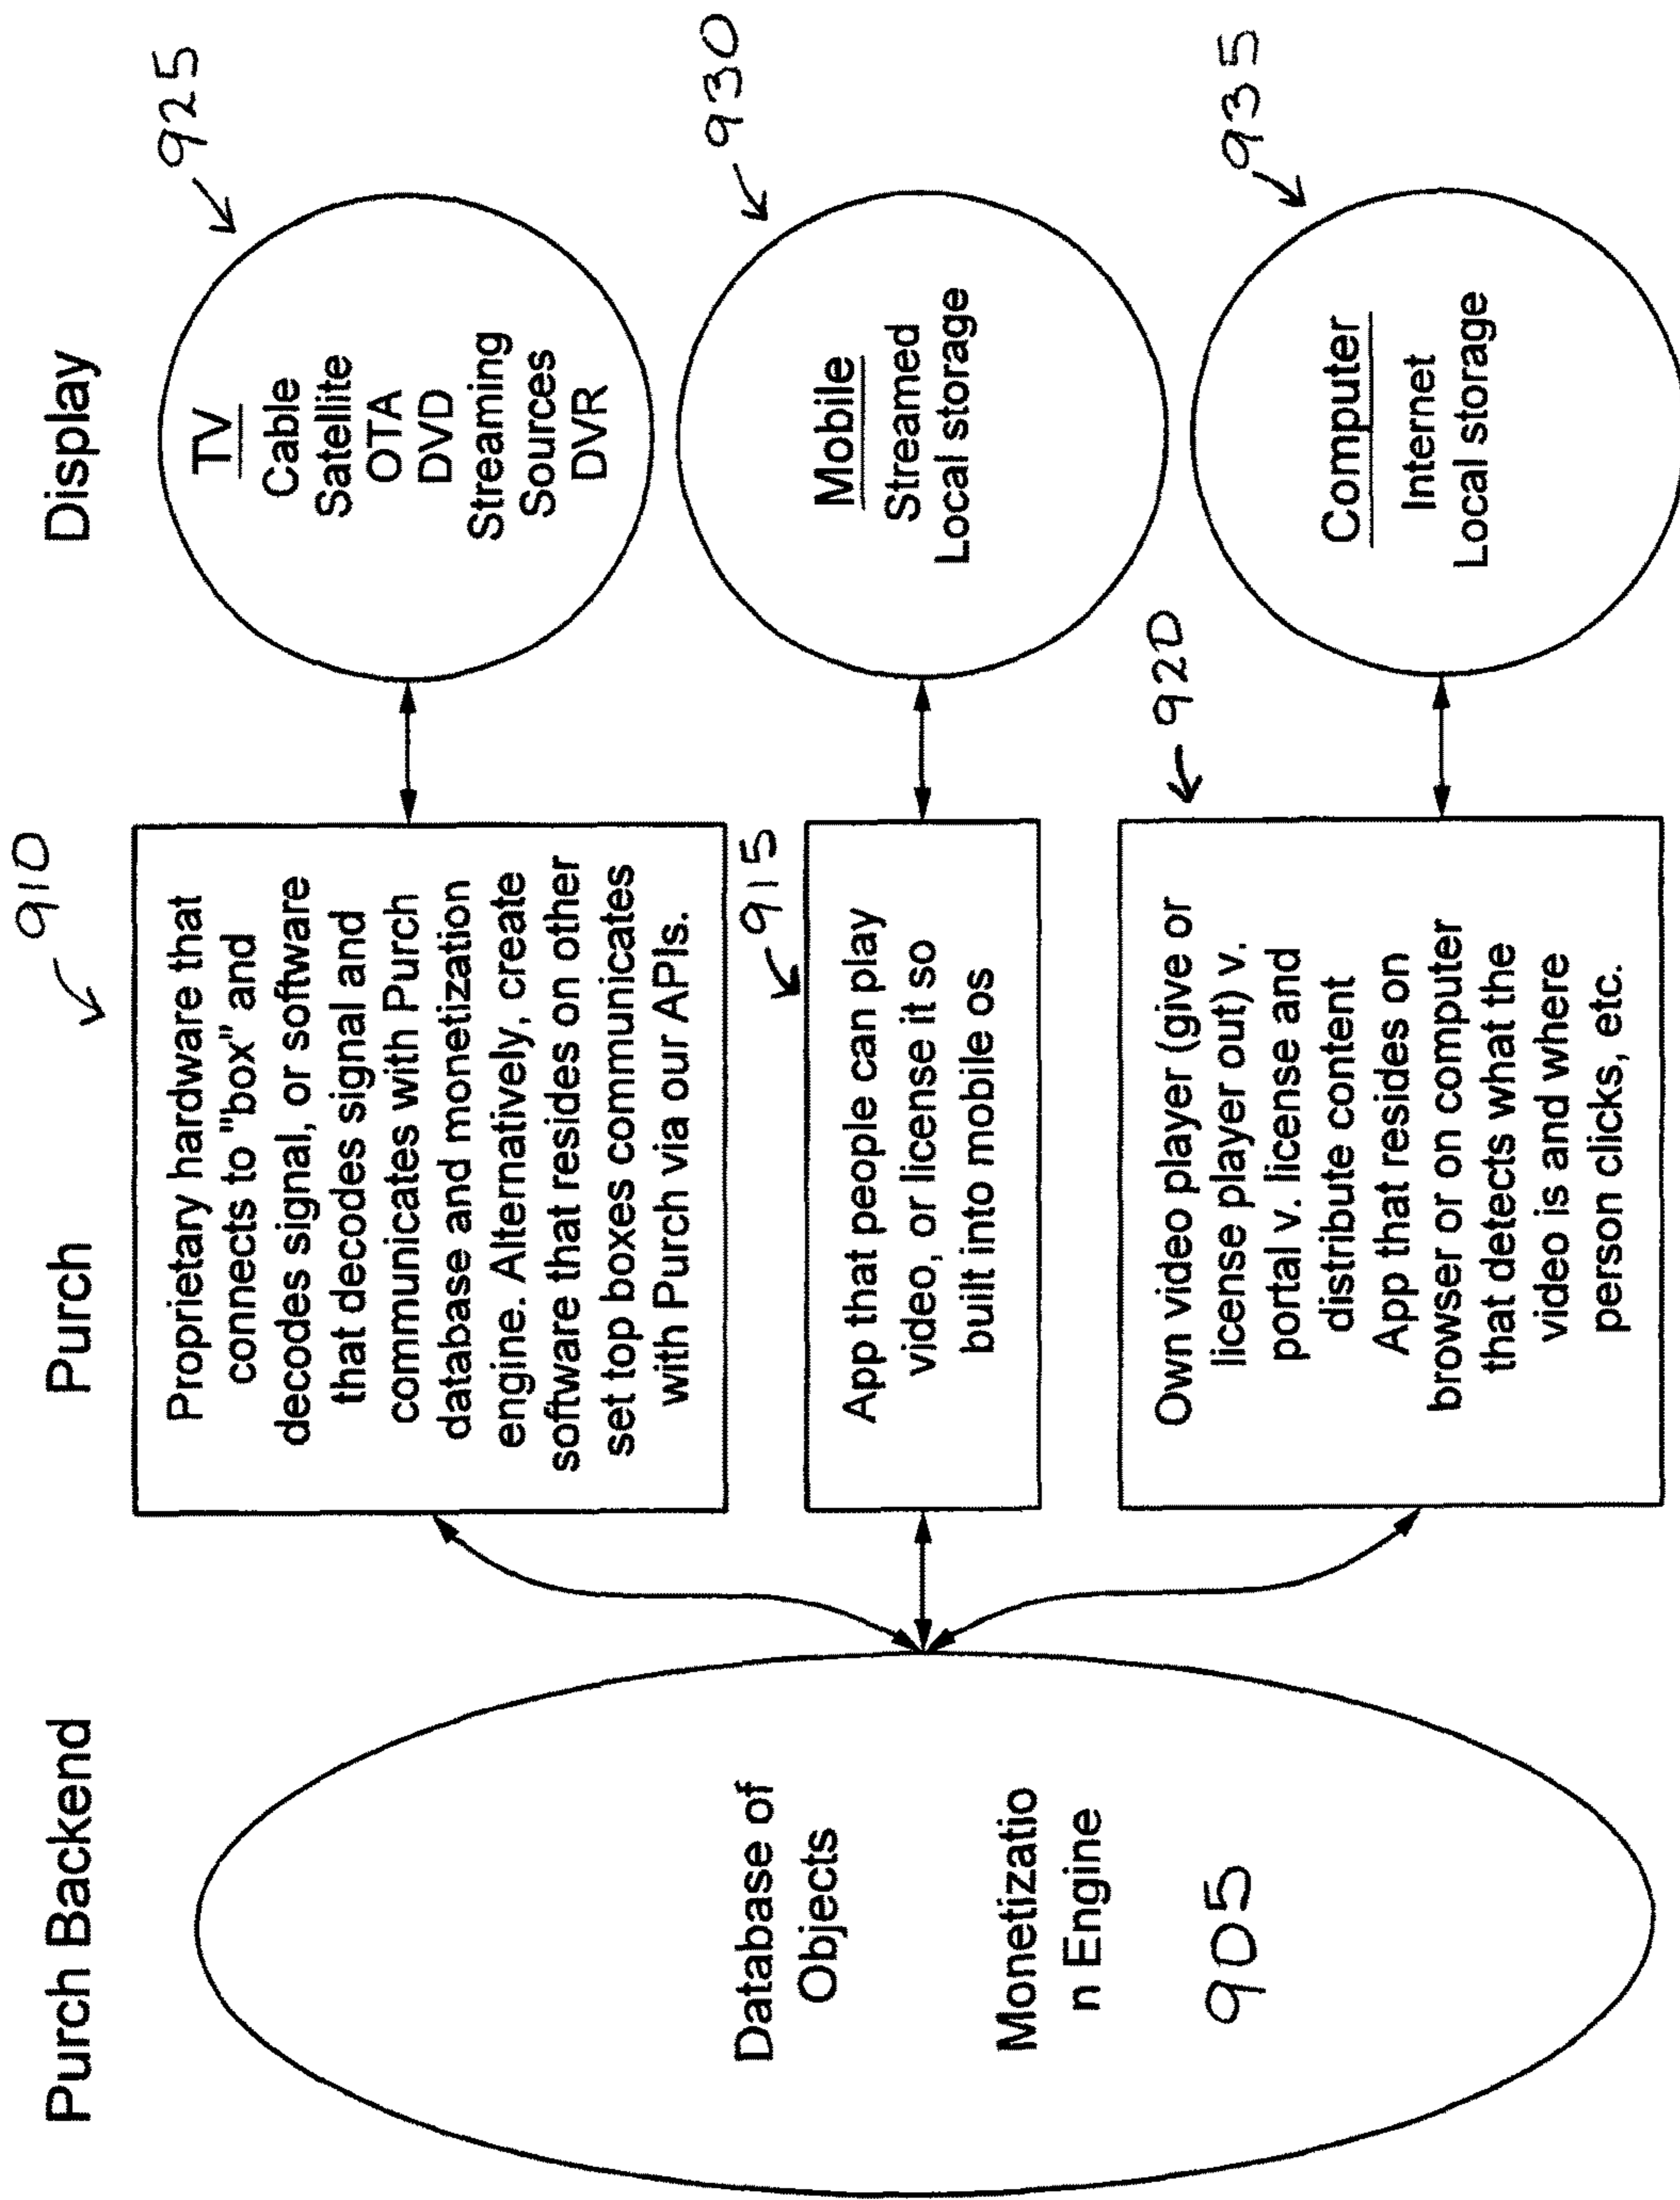 Purch Backend
Purch
Display
Database of
Objects
Monetizatio
n Engine
905
910
Proprietary hardware that
connects to "box" and
decodes signal, or software
that decodes signal and
communicates with Purch
database and monetization
engine. Alternatively, create
software that resides on other
set top boxes communicates
with Purch via our APIs.
915
App that people can play
video, or license it so
built into mobile os
920
Own video player (give or
license player out) v.
portal v. license and
distribute content
App that resides on
browser or on computer
that detects what the
video is and where
person clicks, etc.
925
TV
Cable
Satellite
OTA
DVD
Streaming
Sources
DVR
930
Mobile
Streamed
Local storage
935
Computer
Internet
Local storage